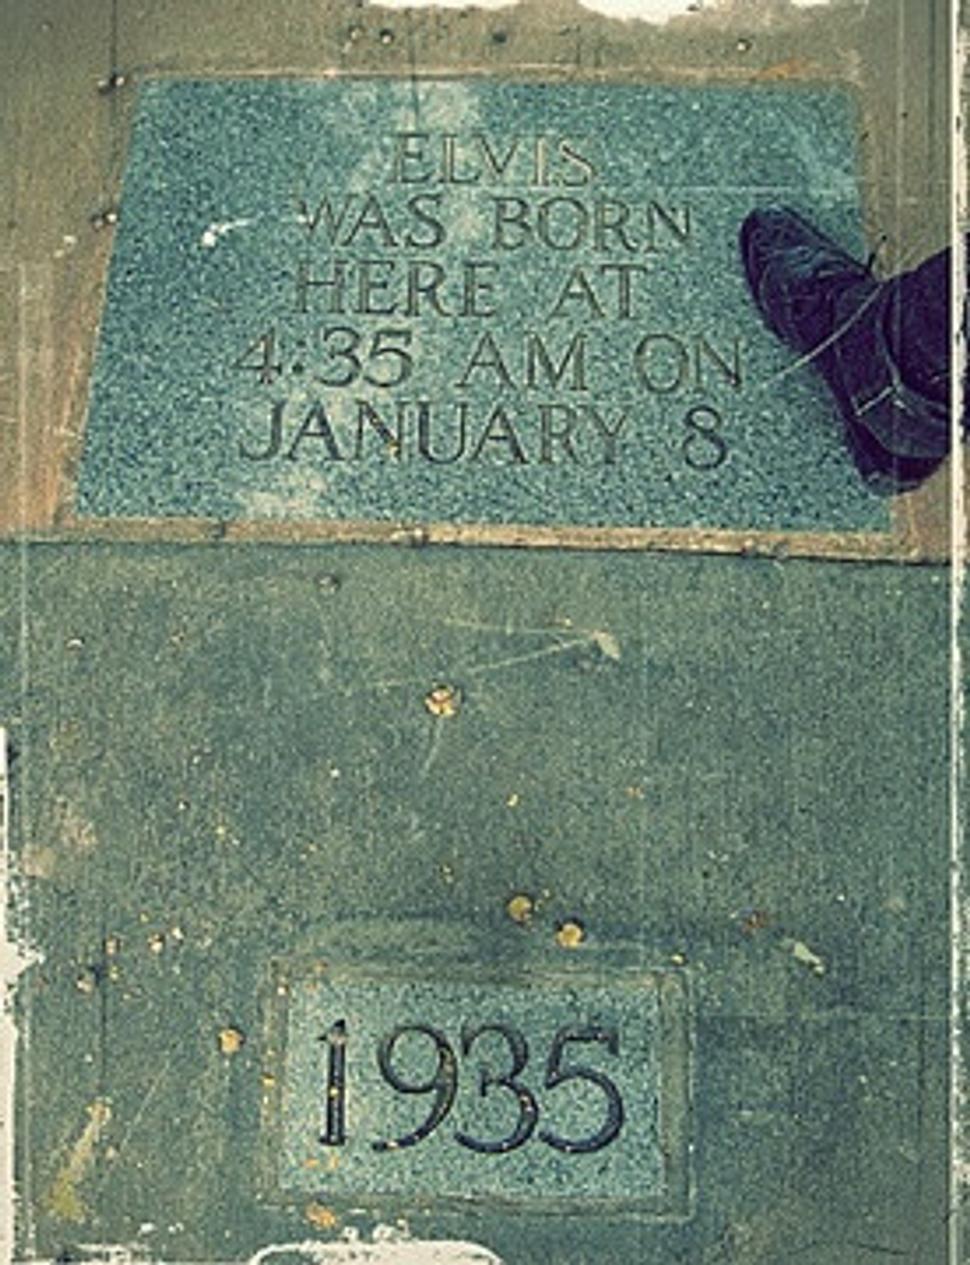 ELVIS
WAS BORN
HERE AT
4:35 AM ON
JANUARY 8
1935